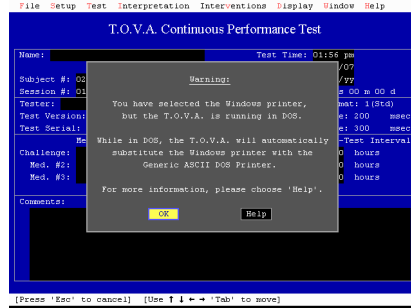 File Setup Test Interpretation Interventions Display Window Help
T.O.V.A. Continuous Performance Test
Name: Test Time: 01:56 pm
/07
Subject #: 02 /yy
Session #: 01 s 00 m 00 d
Tester: mat: 1(Std)
Test Version: e: 200 msec
Test Serial: e: 300 msec
Me -Test Interval
Challenge: 0 hours
Med. #2: 0 hours
Med. #3: 0 hours
Comments:
Warning:
You have selected the Windows printer,
but the T.O.V.A. is running in DOS.
While in DOS, the T.O.V.A. will automatically
substitute the Windows printer with the
Generic ASCII DOS Printer.
For more information, please choose 'Help'.
OK Help
[Press 'Esc' to cancel] [Use ↑ ↓ ← → 'Tab' to move]